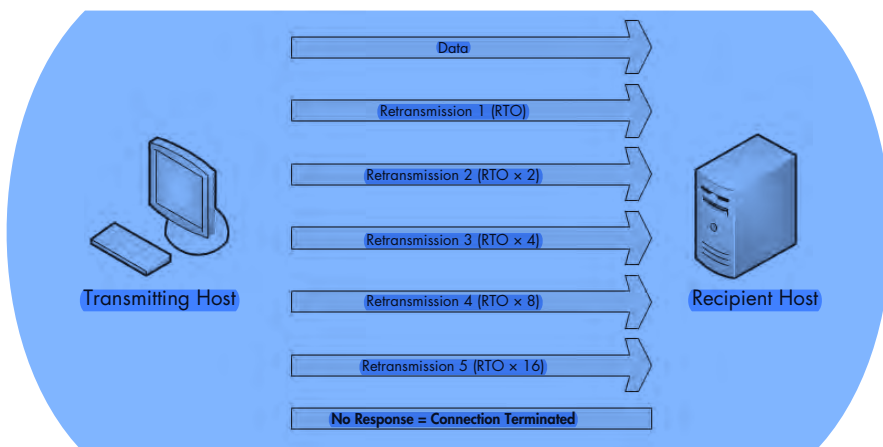 Data
Retransmission 1 (RTO)
Retransmission 2 (RTO × 2)
Retransmission 3 (RTO × 4)
Transmitting Host
Retransmission 4 (RTO × 8)
Recipient Host
Retransmission 5 (RTO × 16)
No Response = Connection Terminated